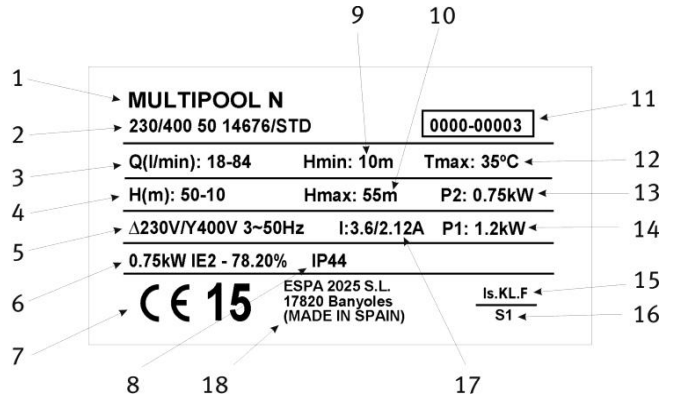 9 10
1 MULTIPOOL N
2 230/400 50 14676/STD 0000-00003 11
3 Q(l/min): 18-84 Hmin: 10m Tmax: 35ºC 12
4 H(m): 50-10 Hmax: 55m P2: 0.75kW 13
5 Δ230V/Y400V 3~50Hz I:3.6/2.12A P1: 1.2kW 14
6 0.75kW IE2 - 78.20% IP44
7 CE 15 ESPA 2025 S.L. Is.KL.F 15
17820 Banyoles
(MADE IN SPAIN) S1 16
8 18 17